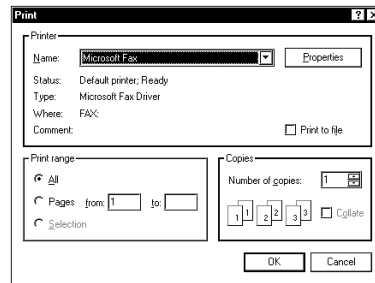 Print
Printer
Name: Microsoft Fax Properties
Status: Default printer; Ready
Type: Microsoft Fax Driver
Where: FAX:
Comment: Print to file
Print range
All
Pages from: 1 to:
Selection
Copies
Number of copies: 1
1 1 2 2 3 3 Collate
OK Cancel